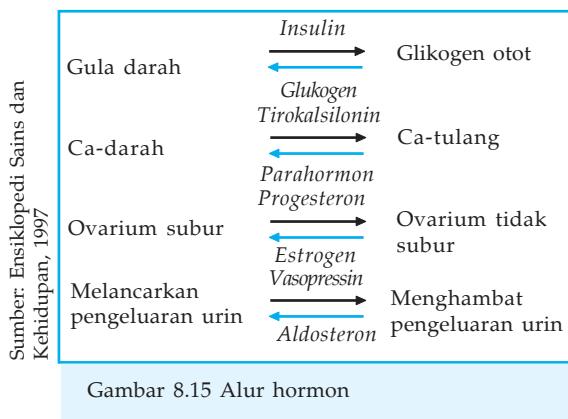 Insulin
Gula darah
Glikogen otot
Glukogen
Tirokalsilonin
Ca-darah
Ca-tulang
Parahormon
Progesteron
Ovarium subur
Ovarium tidak
subur
Estrogen
Vasopressin
Melancarkan
pengeluaran urin
Menghambat
pengeluaran urin
Aldosteron
Sumber: Ensiklopedi Sains dan
Kehidupan, 1997
Gambar 8.15 Alur hormon